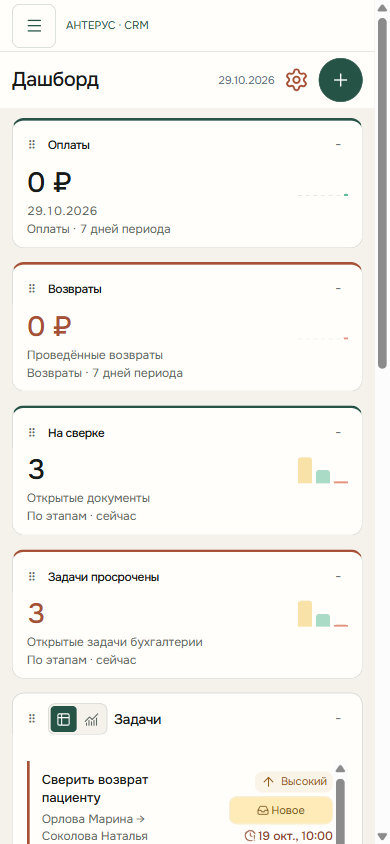 АНТЕРУС · CRM
Дашборд
29.10.2026
Оплаты
0 ₽
29.10.2026
Оплаты · 7 дней периода
Возвраты
0 ₽
Проведённые возвраты
Возвраты · 7 дней периода
На сверке
3
Открытые документы
По этапам · сейчас
Задачи просрочены
3
Открытые задачи бухгалтерии
По этапам · сейчас
Задачи
Сверить возврат
пациенту
Высокий
Новое
Орлова Марина →
Соколова Наталья
19 окт., 10:00